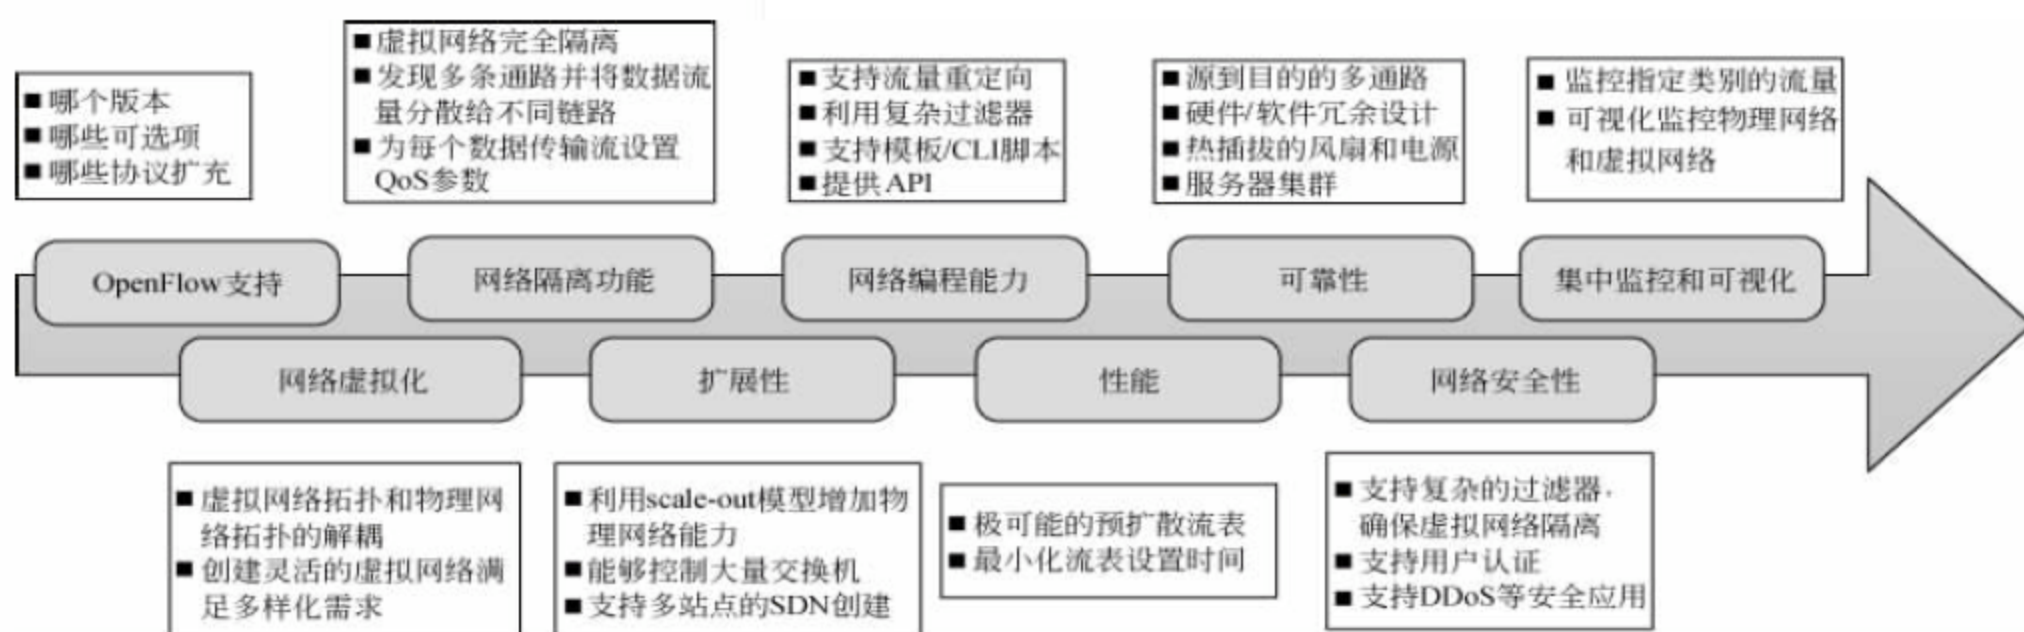 ■ 哪个版本
■ 哪些可选项
■ 哪些协议扩充
■ 虚拟网络完全隔离
■ 发现多条通路并将数据流
量分散给不同链路
■ 为每个数据传输流设置
QoS参数
■ 支持流量重定向
■ 利用复杂过滤器
■ 支持模板/CLI脚本
■ 提供API
■ 源到目的的多通路
■ 硬件/软件冗余设计
■ 热插拔的风扇和电源
■ 服务器集群
■ 监控指定类别的流量
■ 可视化监控物理网络
和虚拟网络
OpenFlow支持
网络隔离功能
网络编程能力
可靠性
集中监控和可视化
网络虚拟化
扩展性
性能
网络安全性
■ 虚拟网络拓扑和物理网
络拓扑的解耦
■ 创建灵活的虚拟网络满
足多样化需求
■ 利用scale-out模型增加物
理网络能力
■ 能够控制大量交换机
■ 支持多站点的SDN创建
■ 极可能的预扩散流表
■ 最小化流表设置时间
■ 支持复杂的过滤器,
确保虚拟网络隔离
■ 支持用户认证
■ 支持DDoS等安全应用